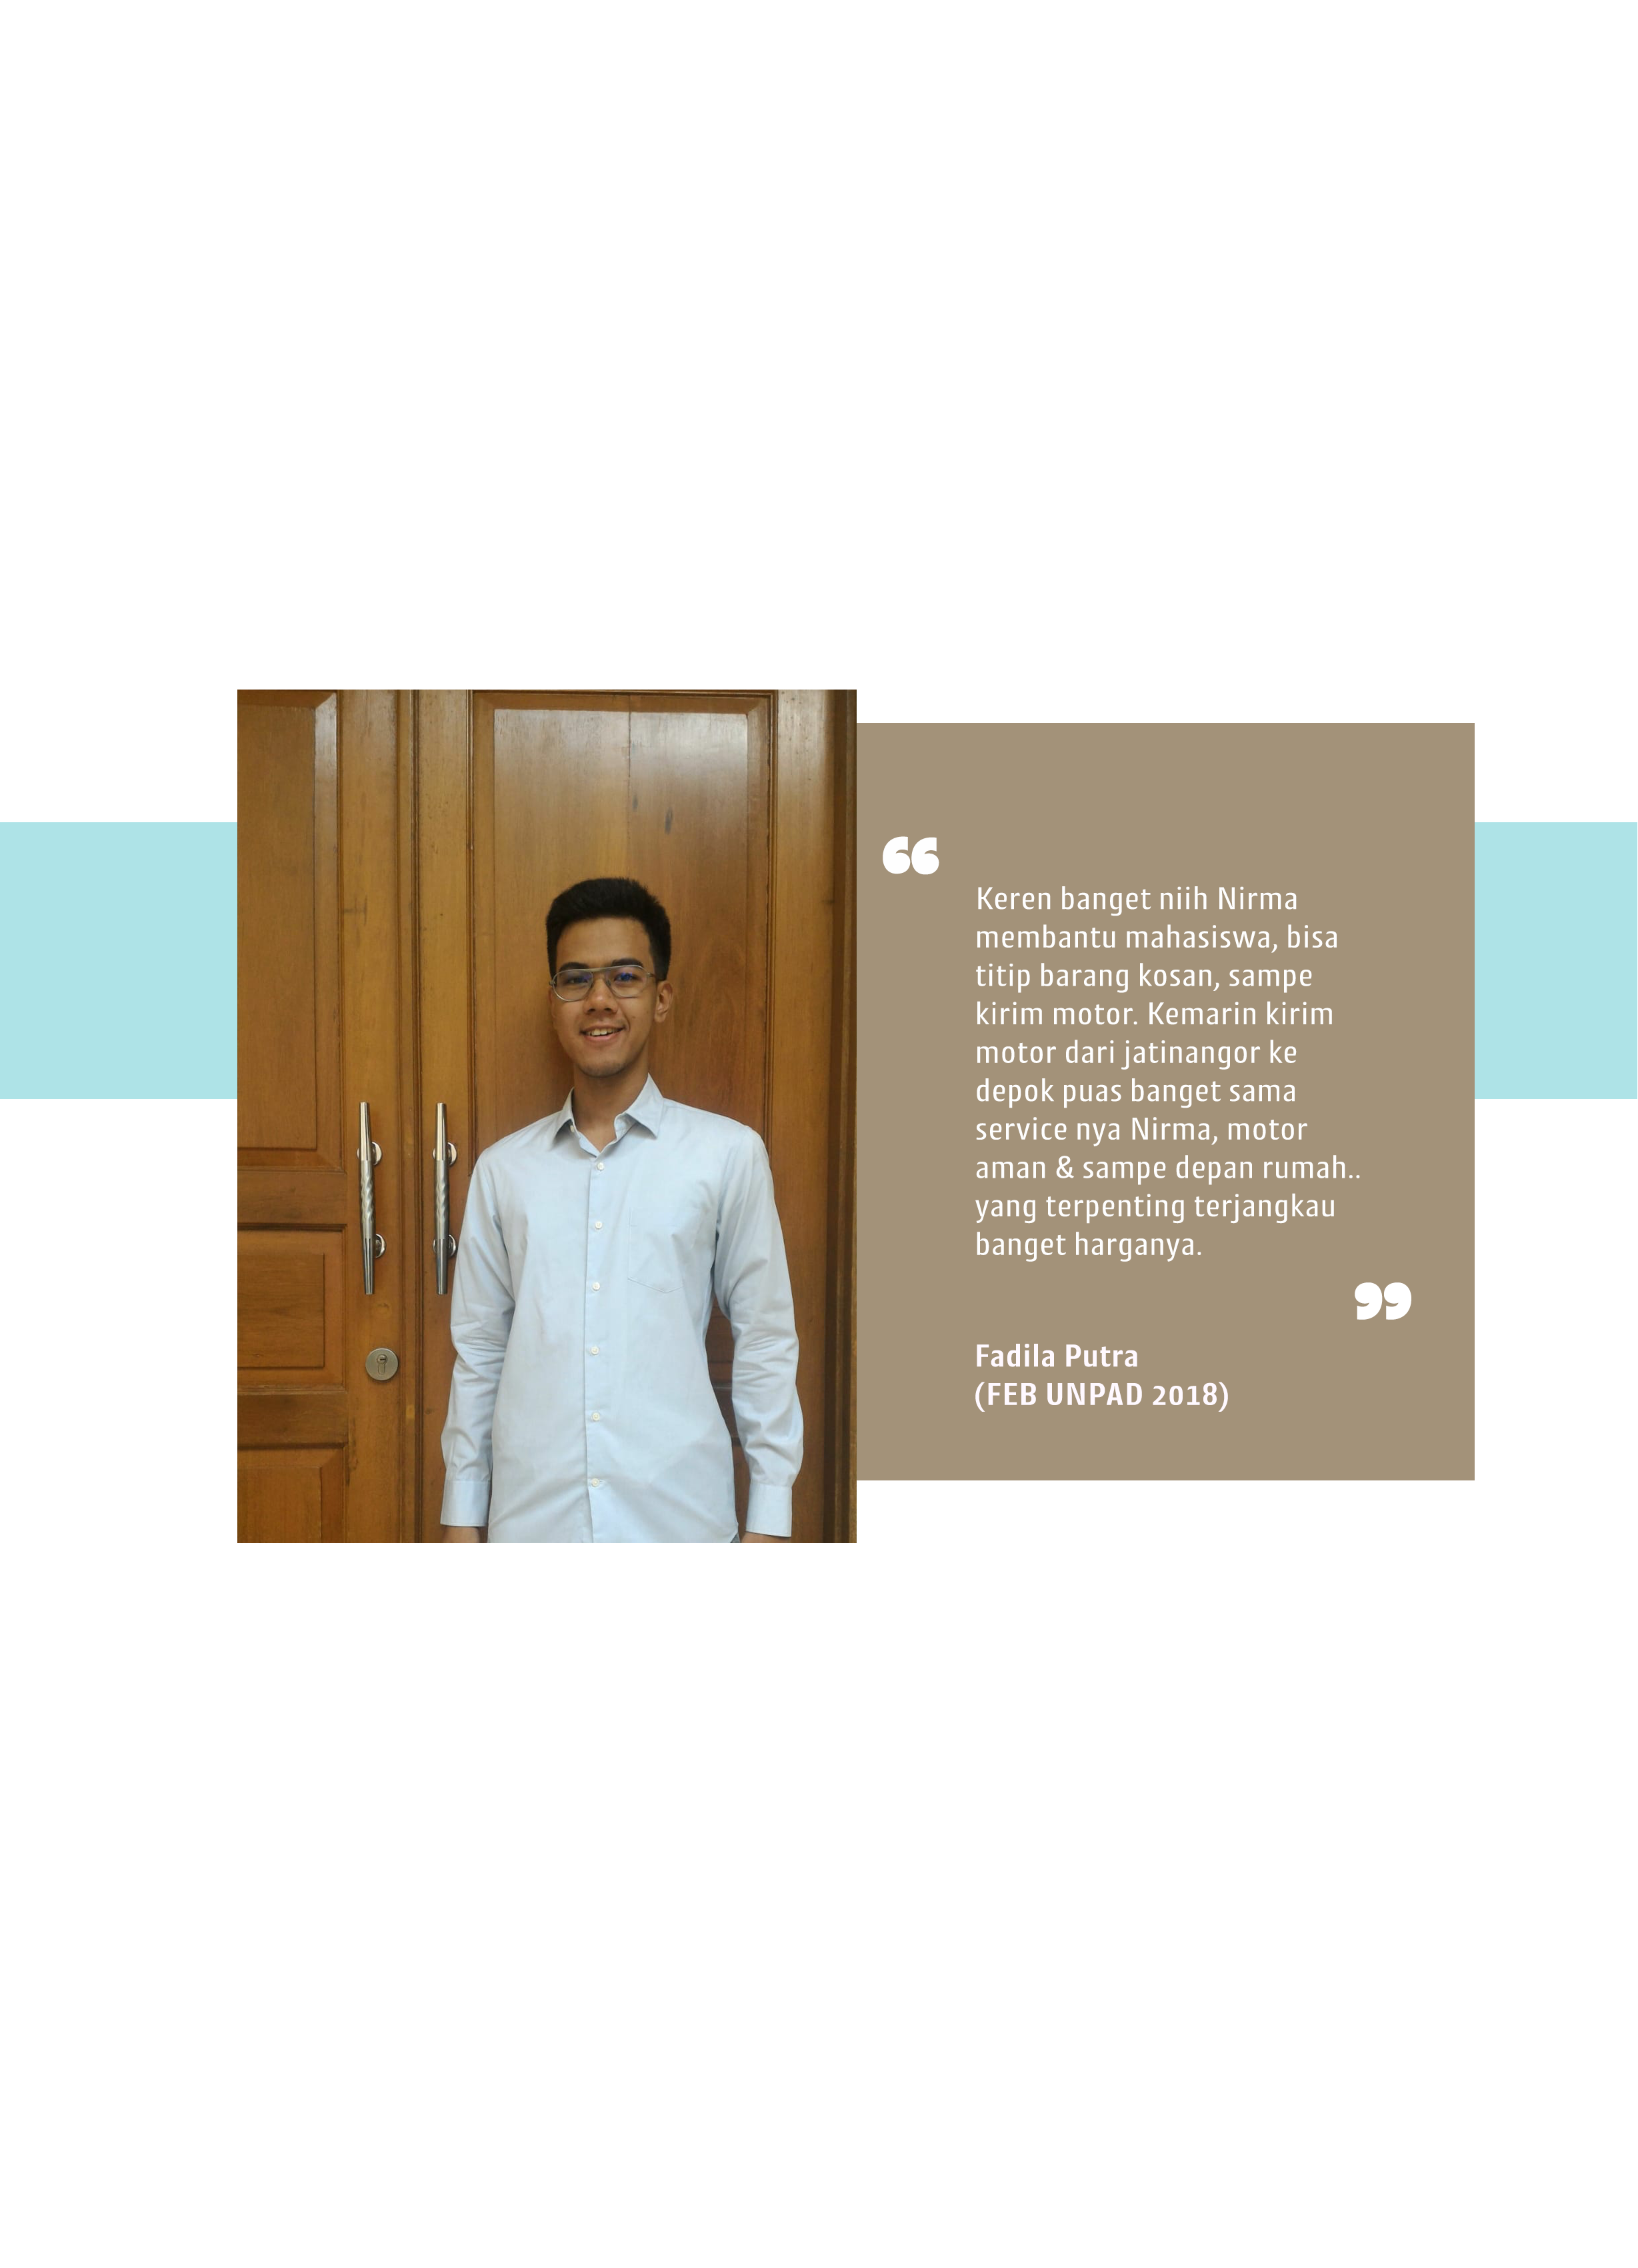 “
Keren banget niih Nirma
membantu mahasiswa, bisa
titip barang kosan, sampe
kirim motor. Kemarin kirim
motor dari jatinangor ke
depok puas banget sama
service nya Nirma, motor
aman & sampe depan rumah..
yang terpenting terjangkau
banget harganya.
”
Fadila Putra
(FEB UNPAD 2018)